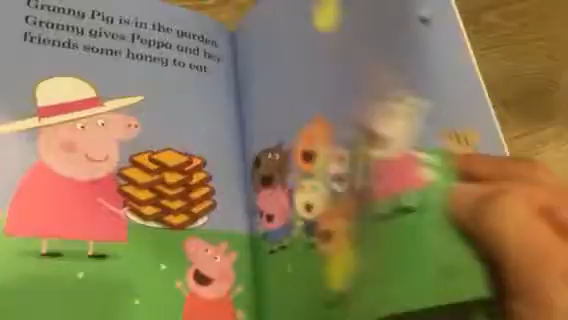 Granny Pig is in the garden.
Granny gives Peppa and her
friends some honey to eat.